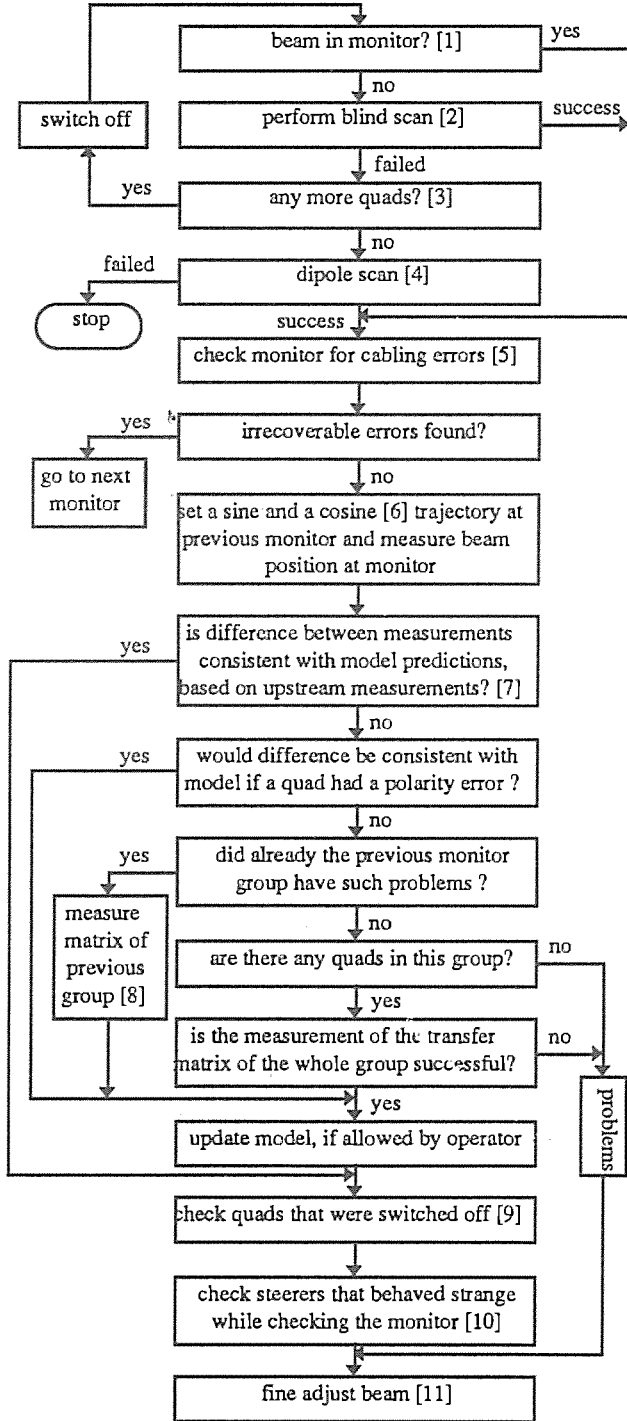 beam in monitor? [1]
yes
no
switch off
perform blind scan [2]
success
failed
yes
any more quads? [3]
no
failed
dipole scan [4]
stop
success
check monitor for cabling errors [5]
yes
irrecoverable errors found?
go to next
monitor
no
set a sine and a cosine [6] trajectory at
previous monitor and measure beam
position at monitor
yes
is difference between measurements
consistent with model predictions,
based on upstream measurements? [7]
no
yes
would difference be consistent with
model if a quad had a polarity error ?
no
yes
did already the previous monitor
group have such problems ?
measure
matrix of
previous
group [8]
no
are there any quads in this group?
no
yes
is the measurement of the transfer
matrix of the whole group successful?
no
yes
problems
update model, if allowed by operator
check quads that were switched off [9]
check steerers that behaved strange
while checking the monitor [10]
fine adjust beam [11]